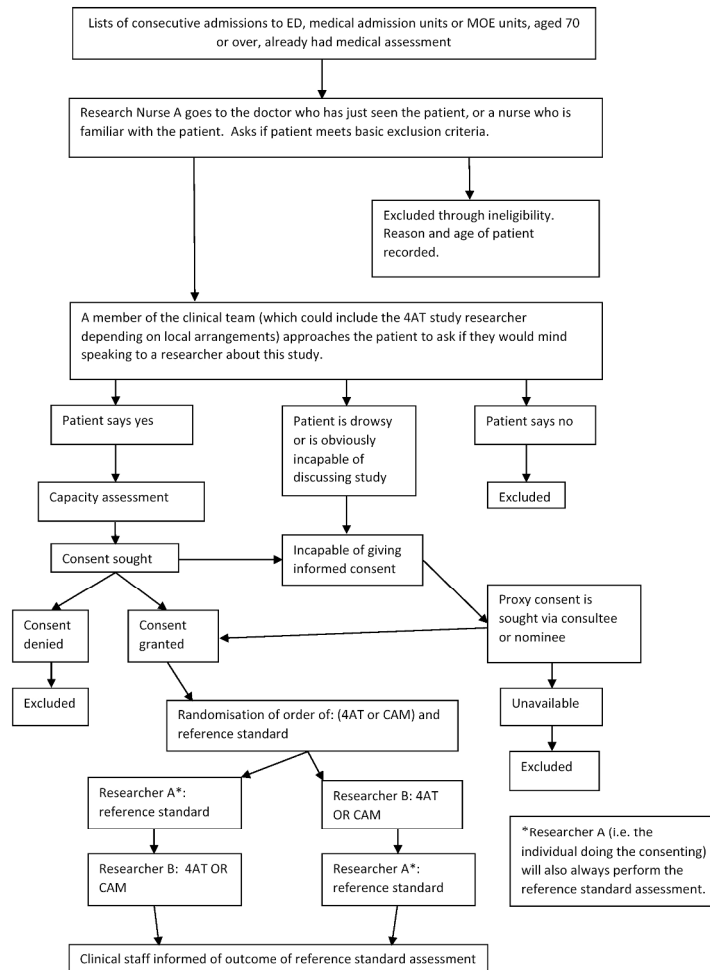 Lists of consecutive admissions to ED, medical admission units or MOE units, aged 70
or over, already had medical assessment
Research Nurse A goes to the doctor who has just seen the patient, or a nurse who is
familiar with the patient.  Asks if patient meets basic exclusion criteria.
Excluded through ineligibility.
Reason and age of patient
recorded.
A member of the clinical team (which could include the 4AT study researcher
depending on local arrangements) approaches the patient to ask if they would mind
speaking to a researcher about this study.
Patient says yes
Patient is drowsy
or is obviously
incapable of
discussing study
Patient says no
Capacity assessment
Excluded
Consent sought
Incapable of giving
informed consent
Proxy consent is
sought via consultee
or nominee
Consent
denied
Consent
granted
Excluded
Unavailable
Randomisation of order of: (4AT or CAM) and
reference standard
Excluded
Researcher A*:
reference standard
Researcher B: 4AT
OR CAM
*Researcher A (i.e. the
individual doing the consenting)
will also always perform the
reference standard assessment.
Researcher B:  4AT OR
CAM
Researcher A*:
reference standard
Clinical staff informed of outcome of reference standard assessment